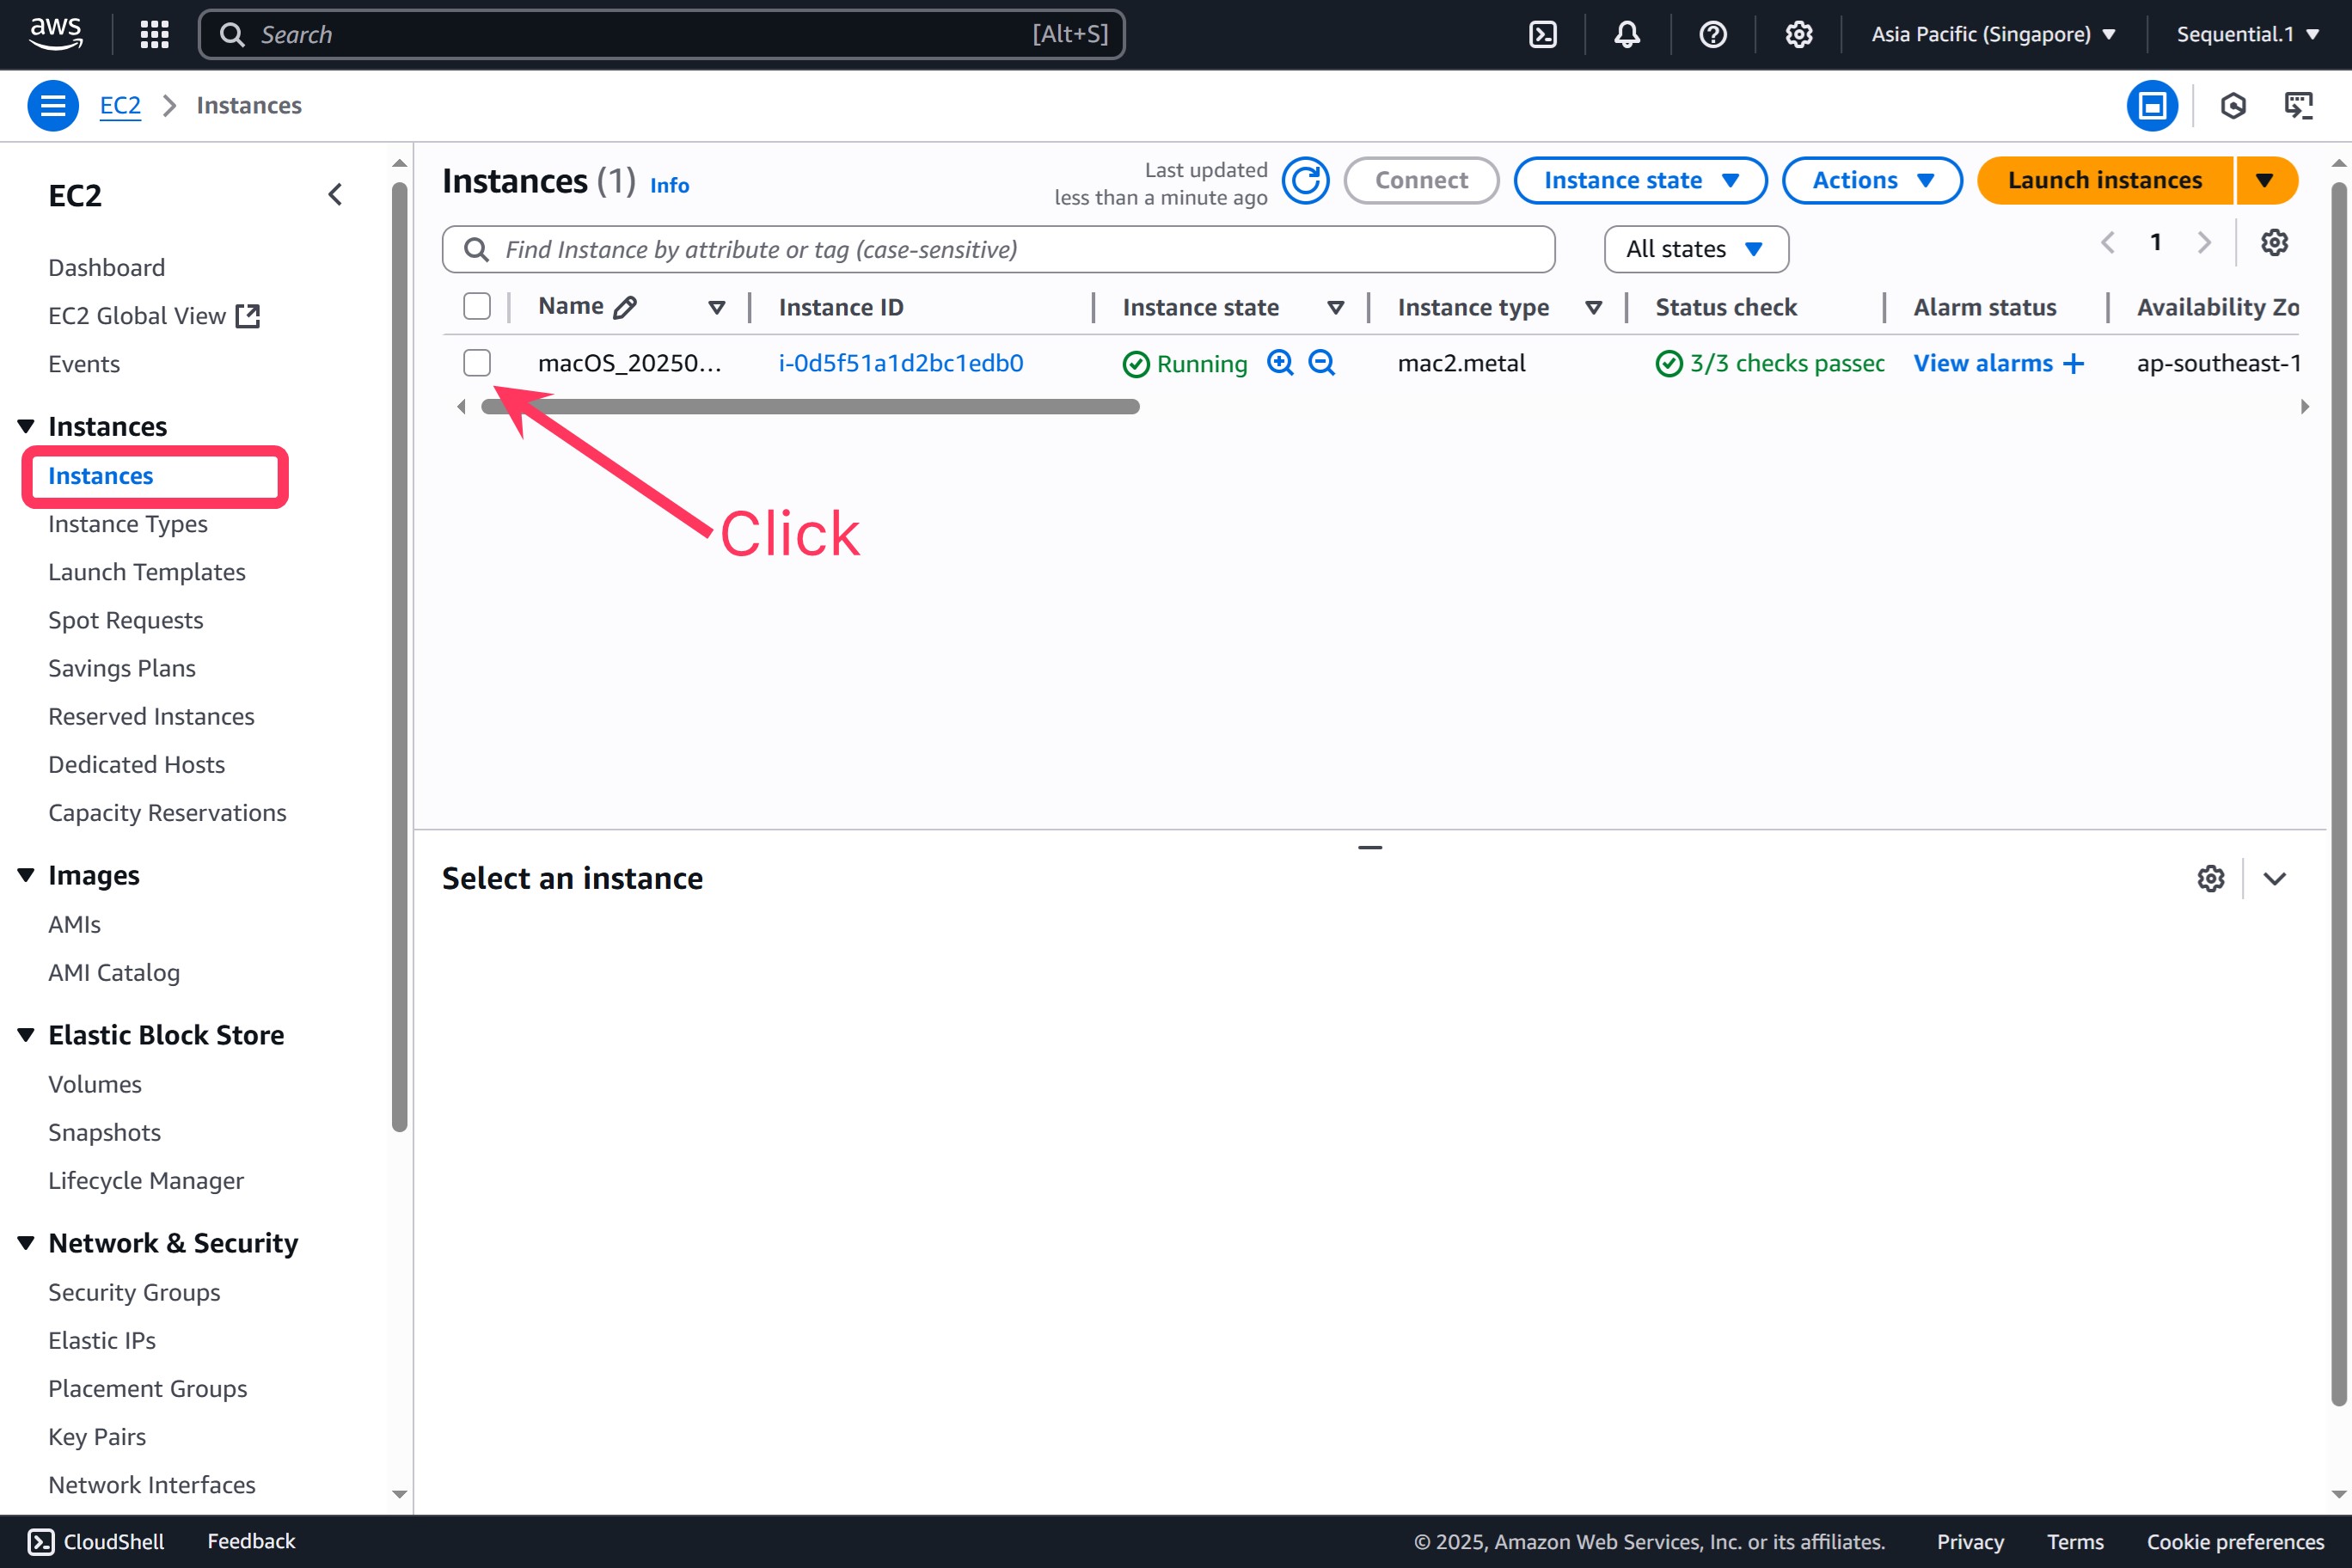 aws
Search
[Alt+S]
Asia Pacific (Singapore)
Sequential.1
EC2
Instances
EC2
Dashboard
EC2 Global View
Events
Instances
Instances
Instance Types
Launch Templates
Spot Requests
Savings Plans
Reserved Instances
Dedicated Hosts
Capacity Reservations
Images
AMIs
AMI Catalog
Elastic Block Store
Volumes
Snapshots
Lifecycle Manager
Network & Security
Security Groups
Elastic IPs
Placement Groups
Key Pairs
Network Interfaces
Instances (1) Info
Last updated
less than a minute ago
Connect
Instance state
Actions
Launch instances
Find Instance by attribute or tag (case-sensitive)
All states
1
Name Instance ID Instance state Instance type Status check Alarm status Availability Zo
macOS_20250... i-0d5f51a1d2bc1edb0 Running mac2.metal 3/3 checks passec View alarms + ap-southeast-1
Click
Select an instance
CloudShell
Feedback
© 2025, Amazon Web Services, Inc. or its affiliates.
Privacy
Terms
Cookie preferences